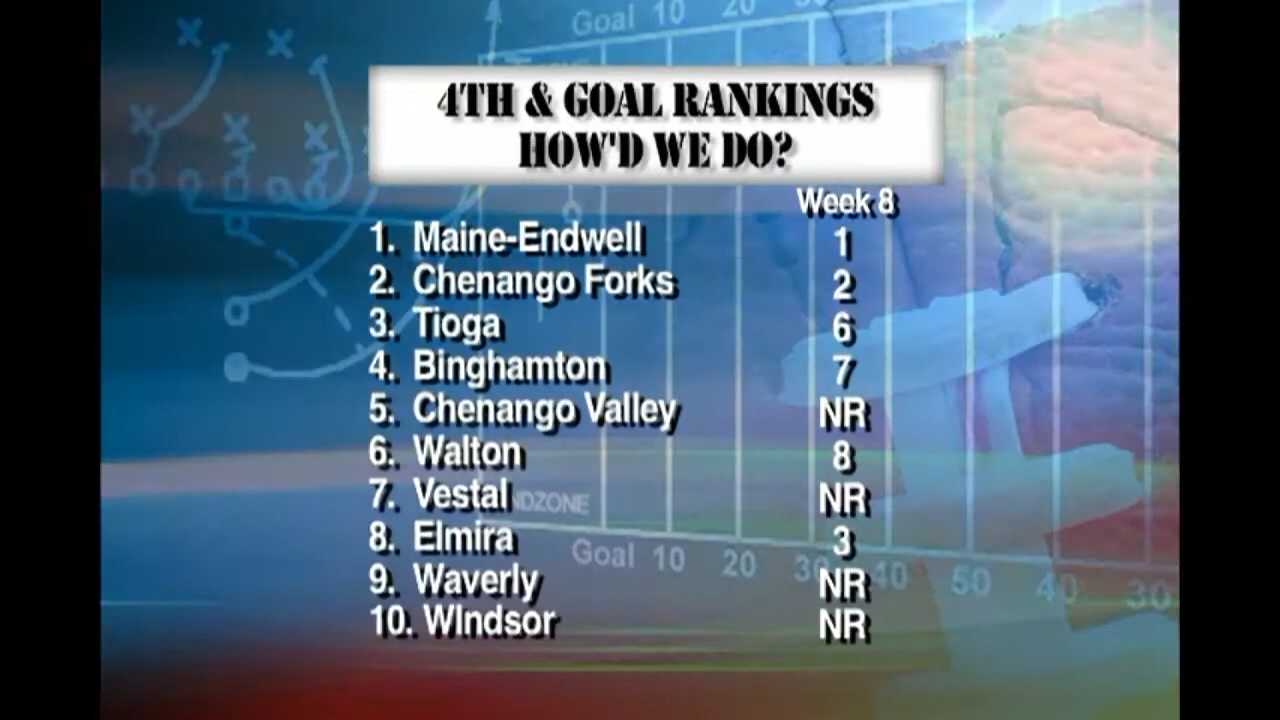 Goal 10 20 30
4TH & GOAL RANKINGS
HOW'D WE DO?
Week 8
1. Maine-Endwell 1
2. Chenango Forks 2
3. Tioga 6
4. Binghamton 7
5. Chenango Valley NR
6. Walton 8
7. Vestal NR
NDZONE
8. Elmira 3
Goal 10 20 30 40 50 40 30
9. Waverly NR
10. WIndsor NR